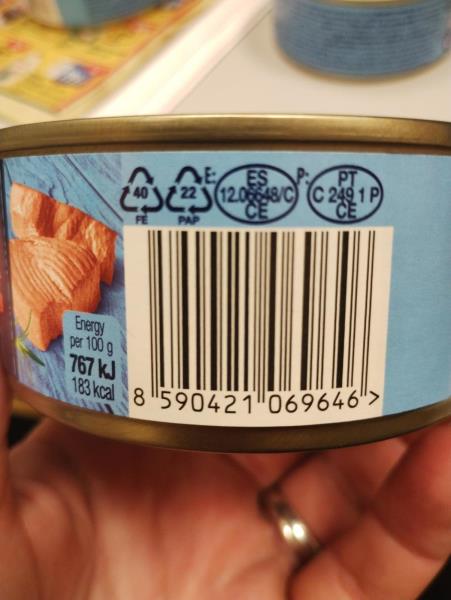 40
FE
22
PAP
E:
ES
12.06648/C
CE
P:
PT
C 249 1 P
CE
Energy
per 100 g
767 kJ
183 kcal
8 590421 069646 >